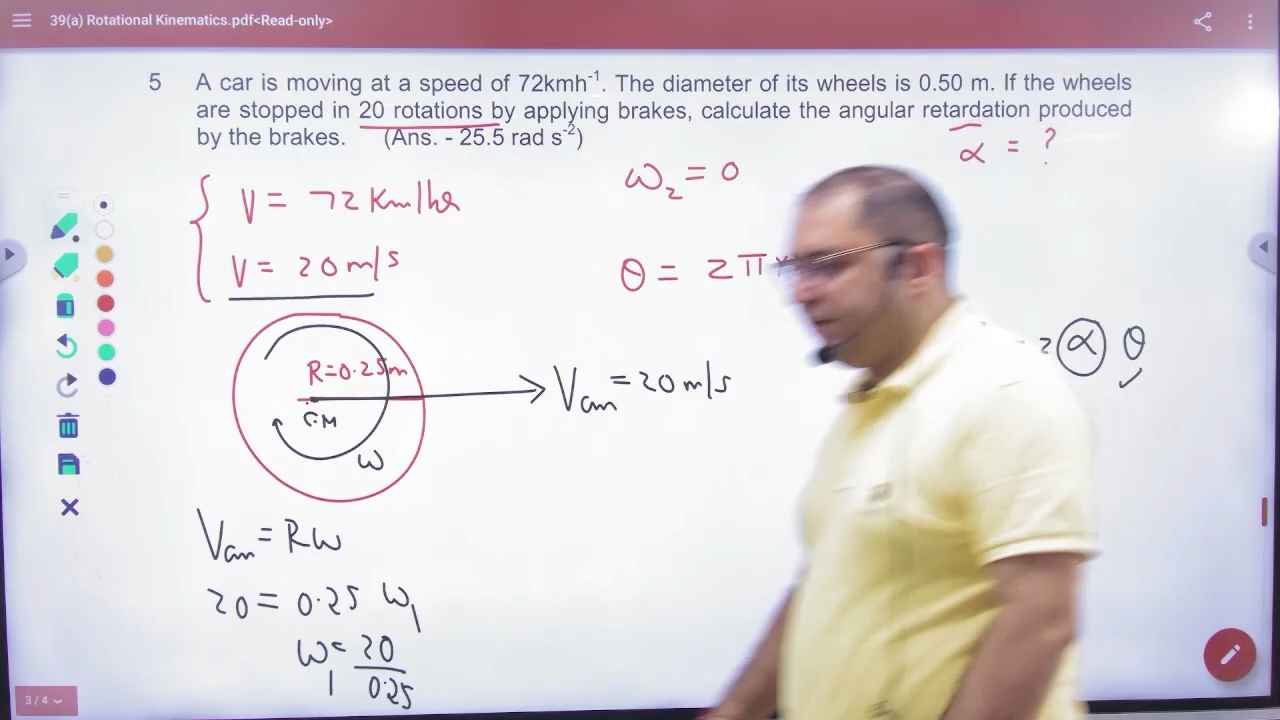 39(a) Rotational Kinematics.pdf<Read-only>
5 A car is moving at a speed of 72kmh⁻¹. The diameter of its wheels is 0.50 m. If the wheels
are stopped in 20 rotations by applying brakes, calculate the angular retardation produced
by the brakes. (Ans. - 25.5 rad s⁻²)
α = ?
V = 72 Km/hr
ω₂ = 0
V = 20 m/s
θ = 2π
2 α θ
R=0.25m
C.M
ω
Vcm = 20 m/s
Vcm = Rω
20 = 0.25 ω₁
ω₁ = 20
0.25
3 / 4